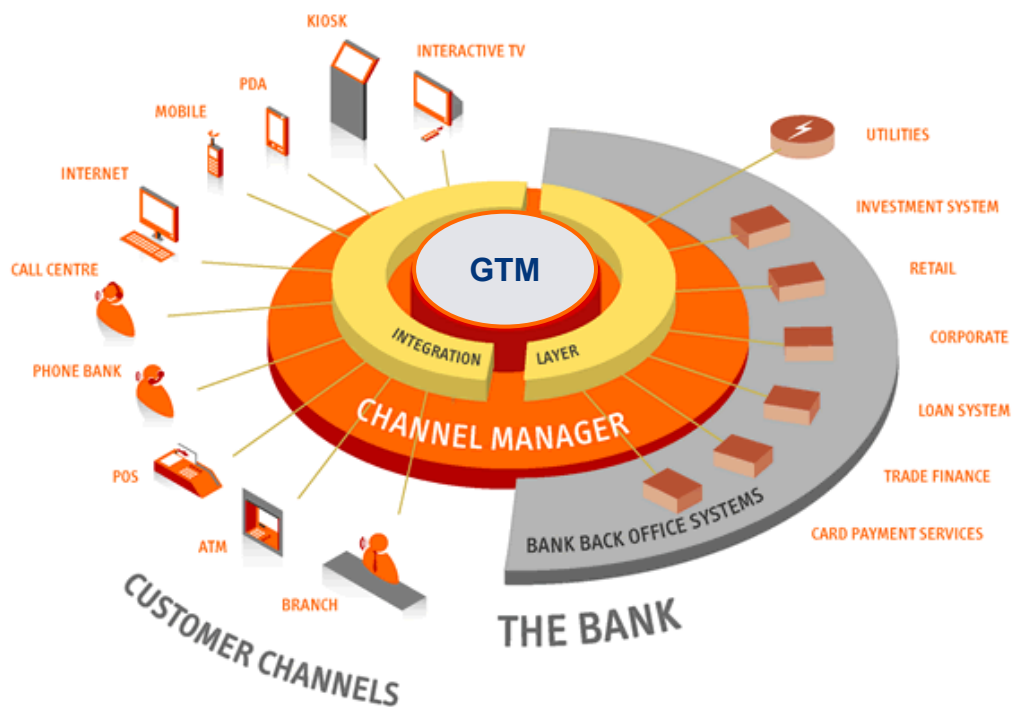 KIOSK
INTERACTIVE TV
PDA
MOBILE
INTERNET
CALL CENTRE
PHONE BANK
POS
ATM
BRANCH
CUSTOMER CHANNELS
GTM
INTEGRATION LAYER
CHANNEL MANAGER
UTILITIES
INVESTMENT SYSTEM
RETAIL
CORPORATE
LOAN SYSTEM
TRADE FINANCE
CARD PAYMENT SERVICES
BANK BACK OFFICE SYSTEMS
THE BANK